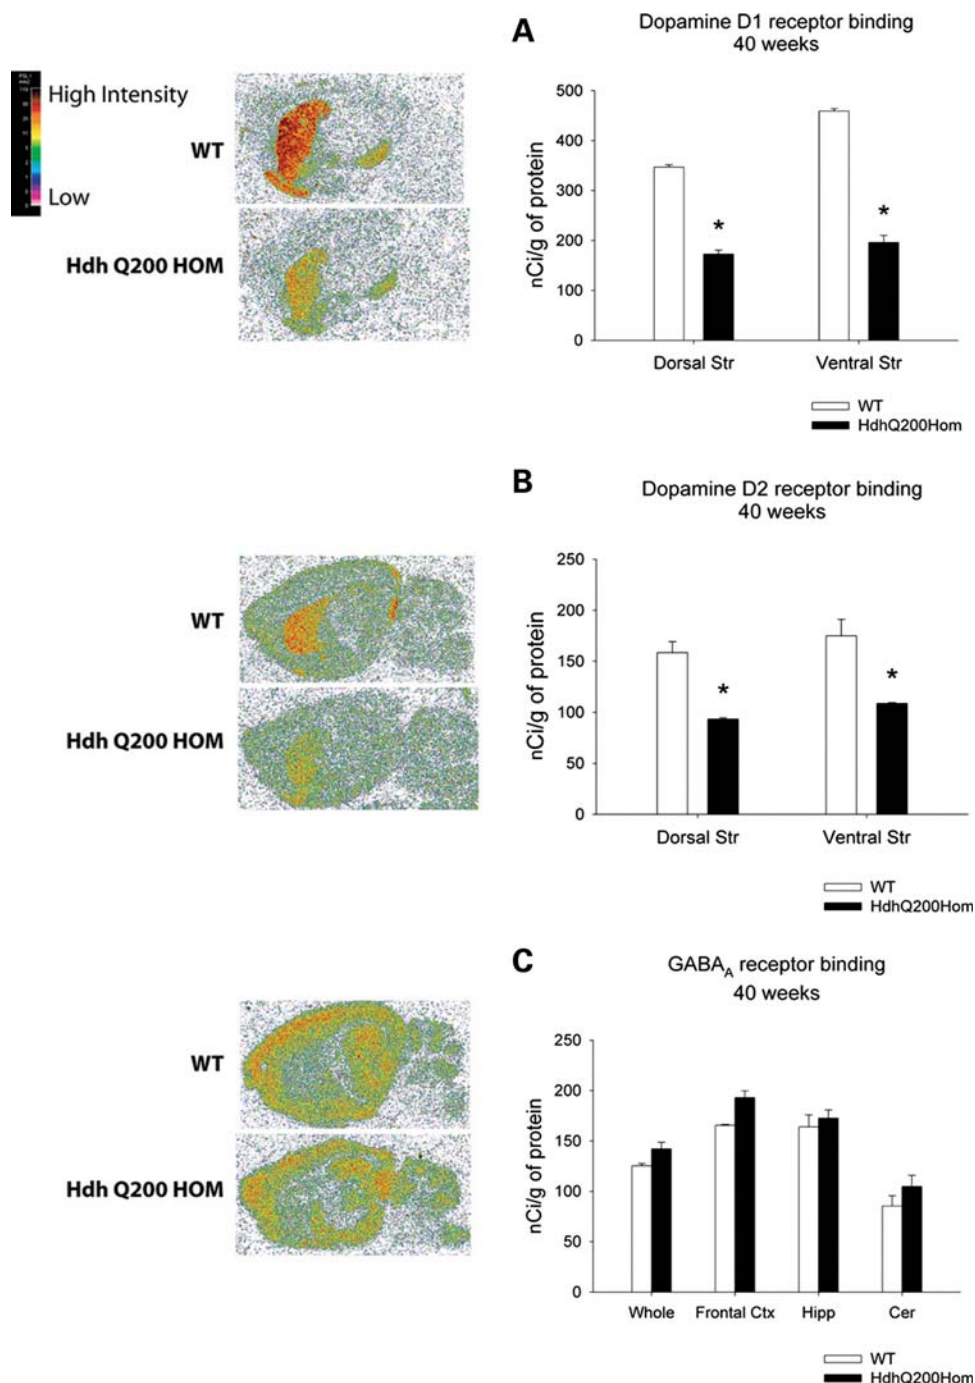 A
Dopamine D1 receptor binding
40 weeks
High Intensity
Low
WT
Hdh Q200 HOM
nCi/g of protein
500
400
300
200
100
0
*
*
Dorsal Str
Ventral Str
WT
HdhQ200Hom
B
Dopamine D2 receptor binding
40 weeks
WT
Hdh Q200 HOM
nCi/g of protein
250
200
150
100
50
0
*
*
Dorsal Str
Ventral Str
WT
HdhQ200Hom
C
GABA_A receptor binding
40 weeks
WT
Hdh Q200 HOM
nCi/g of protein
250
200
150
100
50
0
Whole
Frontal Ctx
Hipp
Cer
WT
HdhQ200Hom